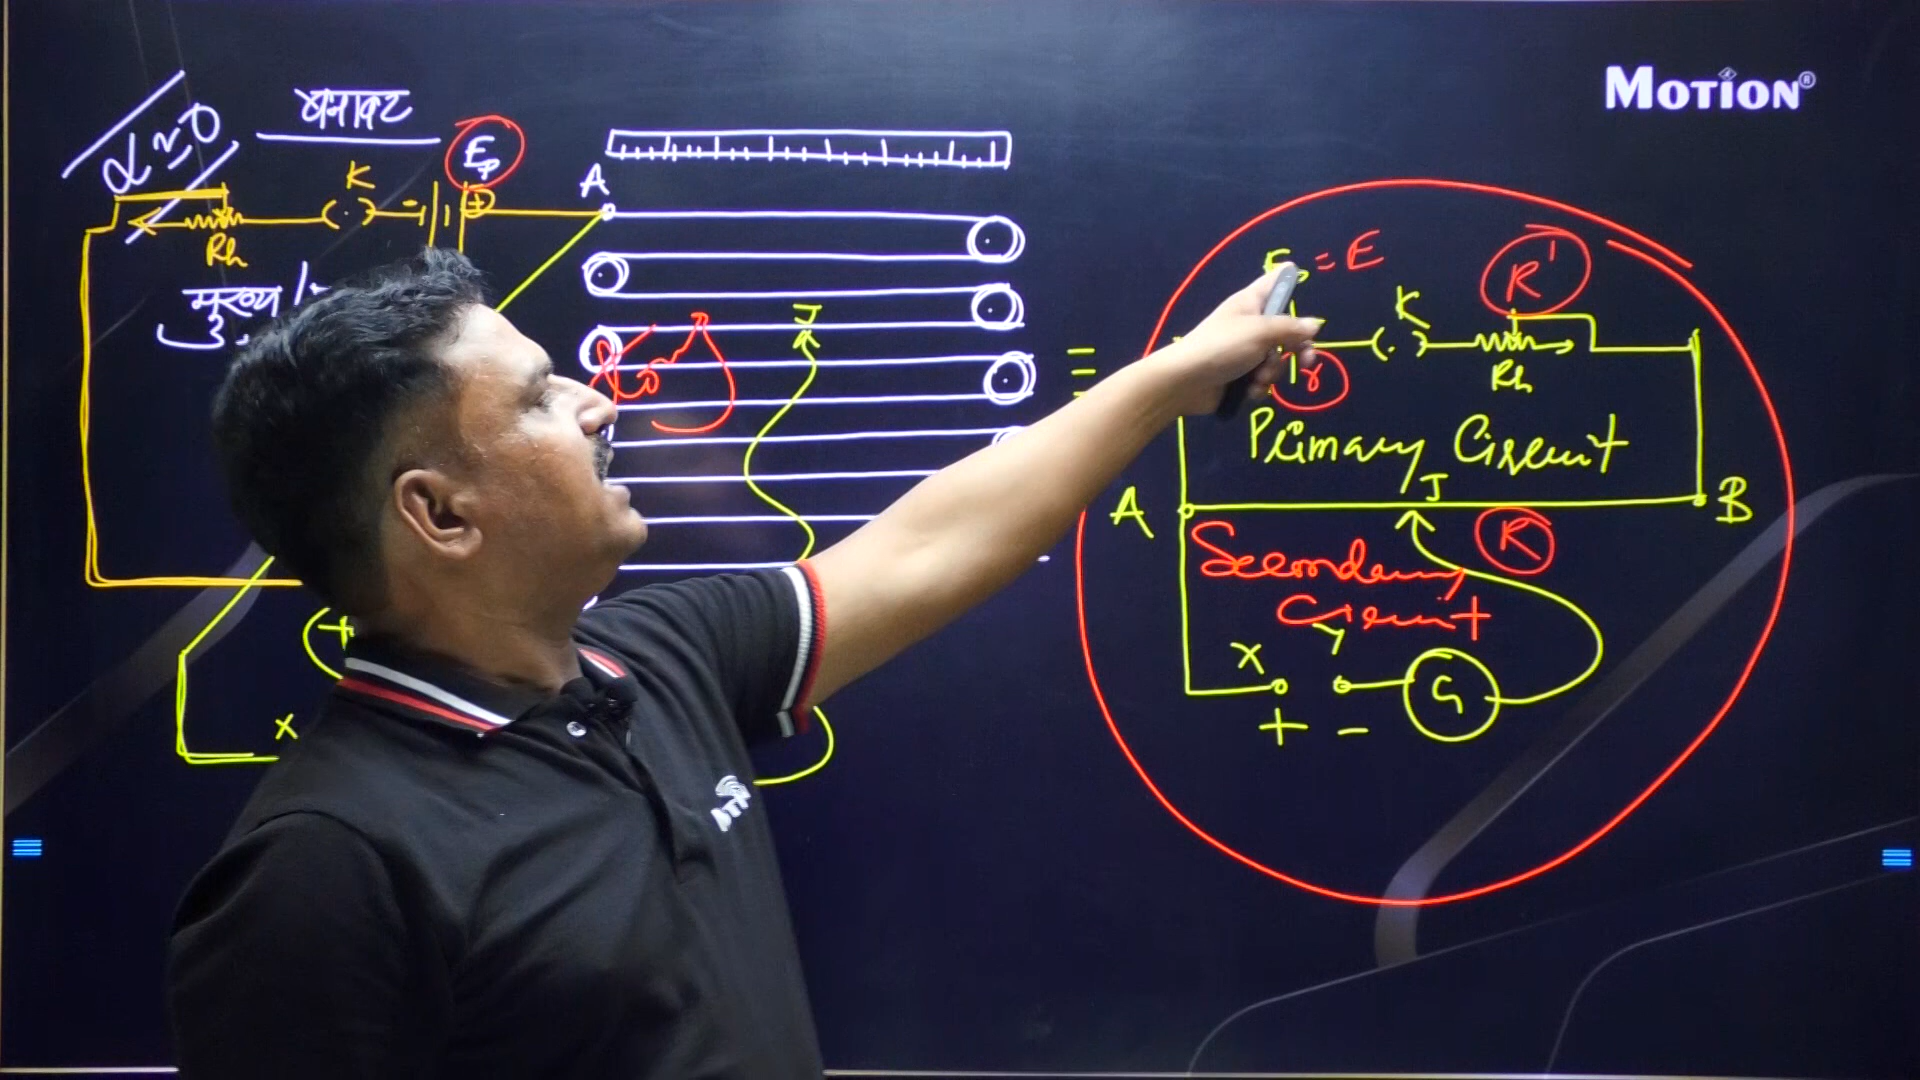 MOTION®
α≈0
बनावट
Ep
K
A
- +
Rh
मुख्य
J
+
x
=
Ep = E
R'
K
r
Rh
Primary Circuit
J
A
B
Secondary
R
Circuit
X
Y
G
+ -